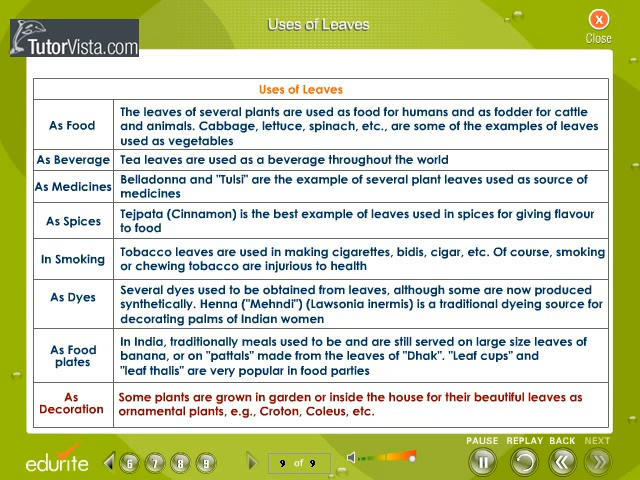 Uses of Leaves
X
Close
TutorVista.com
Uses of Leaves
As Food
The leaves of several plants are used as food for humans and as fodder for cattle
and animals. Cabbage, lettuce, spinach, etc., are some of the examples of leaves
used as vegetables
As Beverage
Tea leaves are used as a beverage throughout the world
As Medicines
Belladonna and "Tulsi" are the example of several plant leaves used as source of
medicines
As Spices
Tejpata (Cinnamon) is the best example of leaves used in spices for giving flavour
to food
In Smoking
Tobacco leaves are used in making cigarettes, bidis, cigar, etc. Of course, smoking
or chewing tobacco are injurious to health
As Dyes
Several dyes used to be obtained from leaves, although some are now produced
synthetically. Henna ("Mehndi") (Lawsonia inermis) is a traditional dyeing source for
decorating palms of Indian women
As Food
plates
In India, traditionally meals used to be and are still served on large size leaves of
banana, or on "pattals" made from the leaves of "Dhak". "Leaf cups" and
"leaf thalis" are very popular in food parties
As
Decoration
Some plants are grown in garden or inside the house for their beautiful leaves as
ornamental plants, e.g., Croton, Coleus, etc.
PAUSE REPLAY BACK NEXT
edurite
6 7 8 9
9 of 9